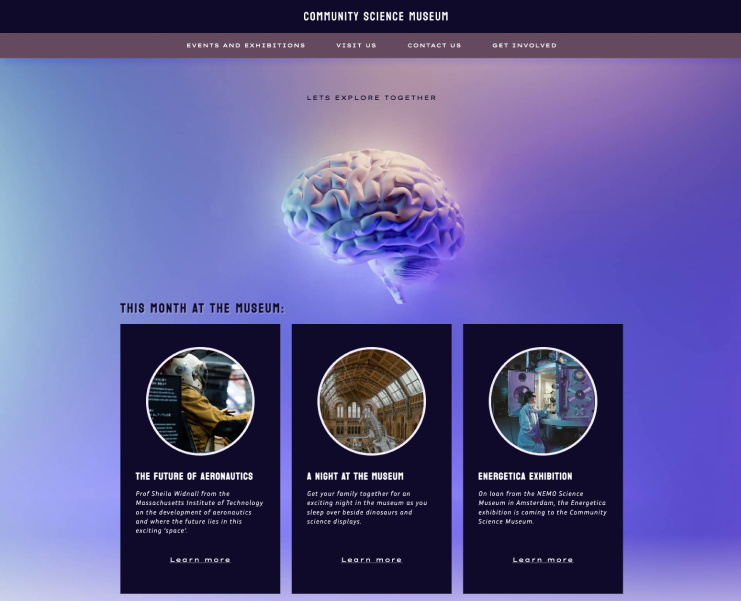 COMMUNITY SCIENCE MUSEUM
EVENTS AND EXHIBITIONS VISIT US CONTACT US GET INVOLVED
LETS EXPLORE TOGETHER
THIS MONTH AT THE MUSEUM:
THE FUTURE OF AERONAUTICS
Prof Sheila Widnall from the
Massachusetts Institute of Technology
on the development of aeronautics
and where the future lies in this
exciting 'space'.
Learn more
A NIGHT AT THE MUSEUM
Get your family together for an
exciting night in the museum as you
sleep over beside dinosaurs and
science displays.
Learn more
ENERGETICA EXHIBITION
On loan from the NEMO Science
Museum in Amsterdam, the Energetica
exhibition is coming to the Community
Science Museum.
Learn more